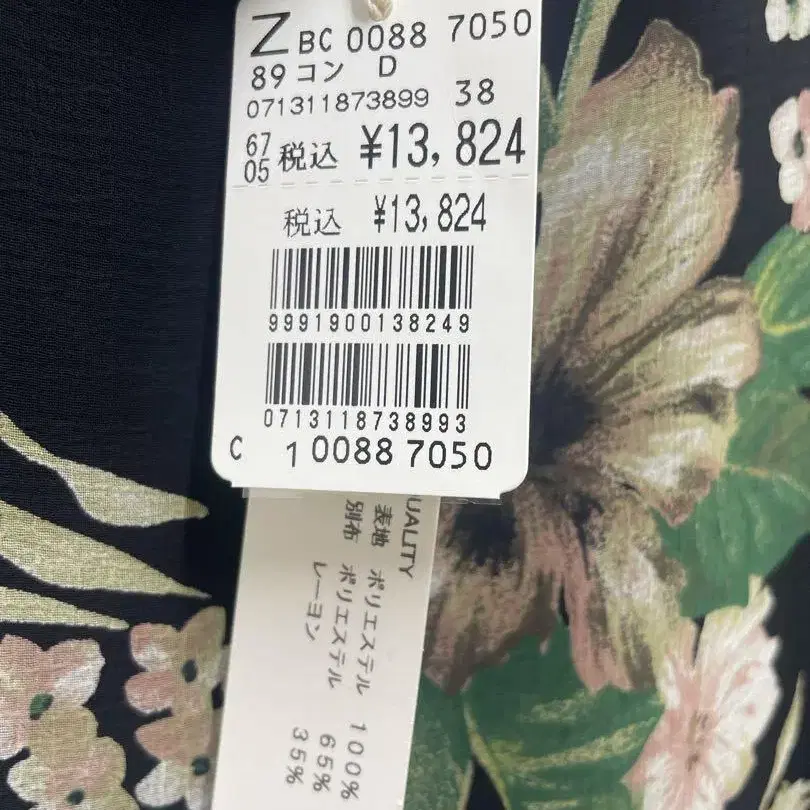 Z BC 0088 7050
89 コン D
071311873899 38
67
05 税込 ¥13,824
税込 ¥13,824
9991900138249
0713118738993
C 1 0088 7050
UALITY
表地 ポリエステル 100%
別布 ポリエステル 65%
レーヨン 35%